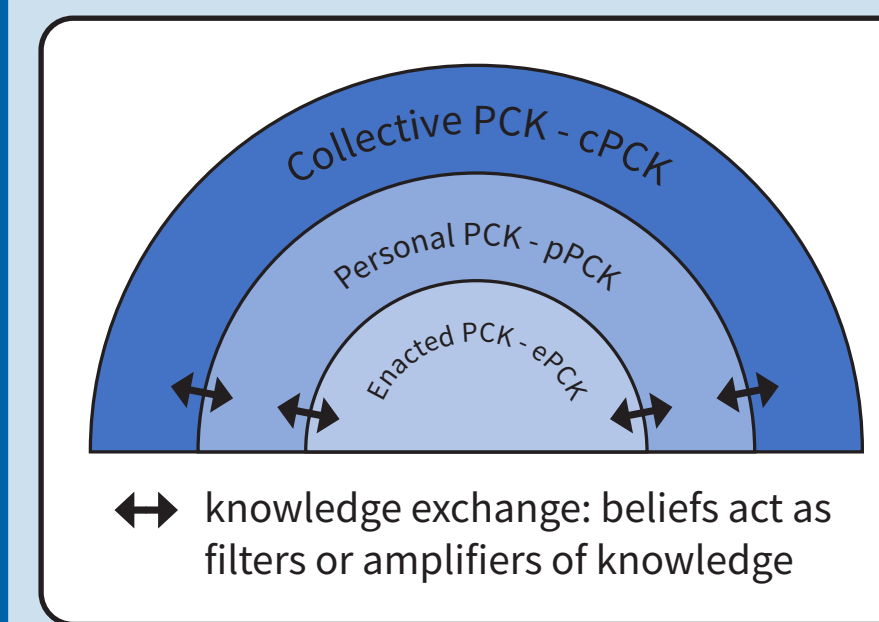 Collective PCK - cPCK
Personal PCK - pPCK
Enacted PCK - ePCK
knowledge exchange: beliefs act as
filters or amplifiers of knowledge